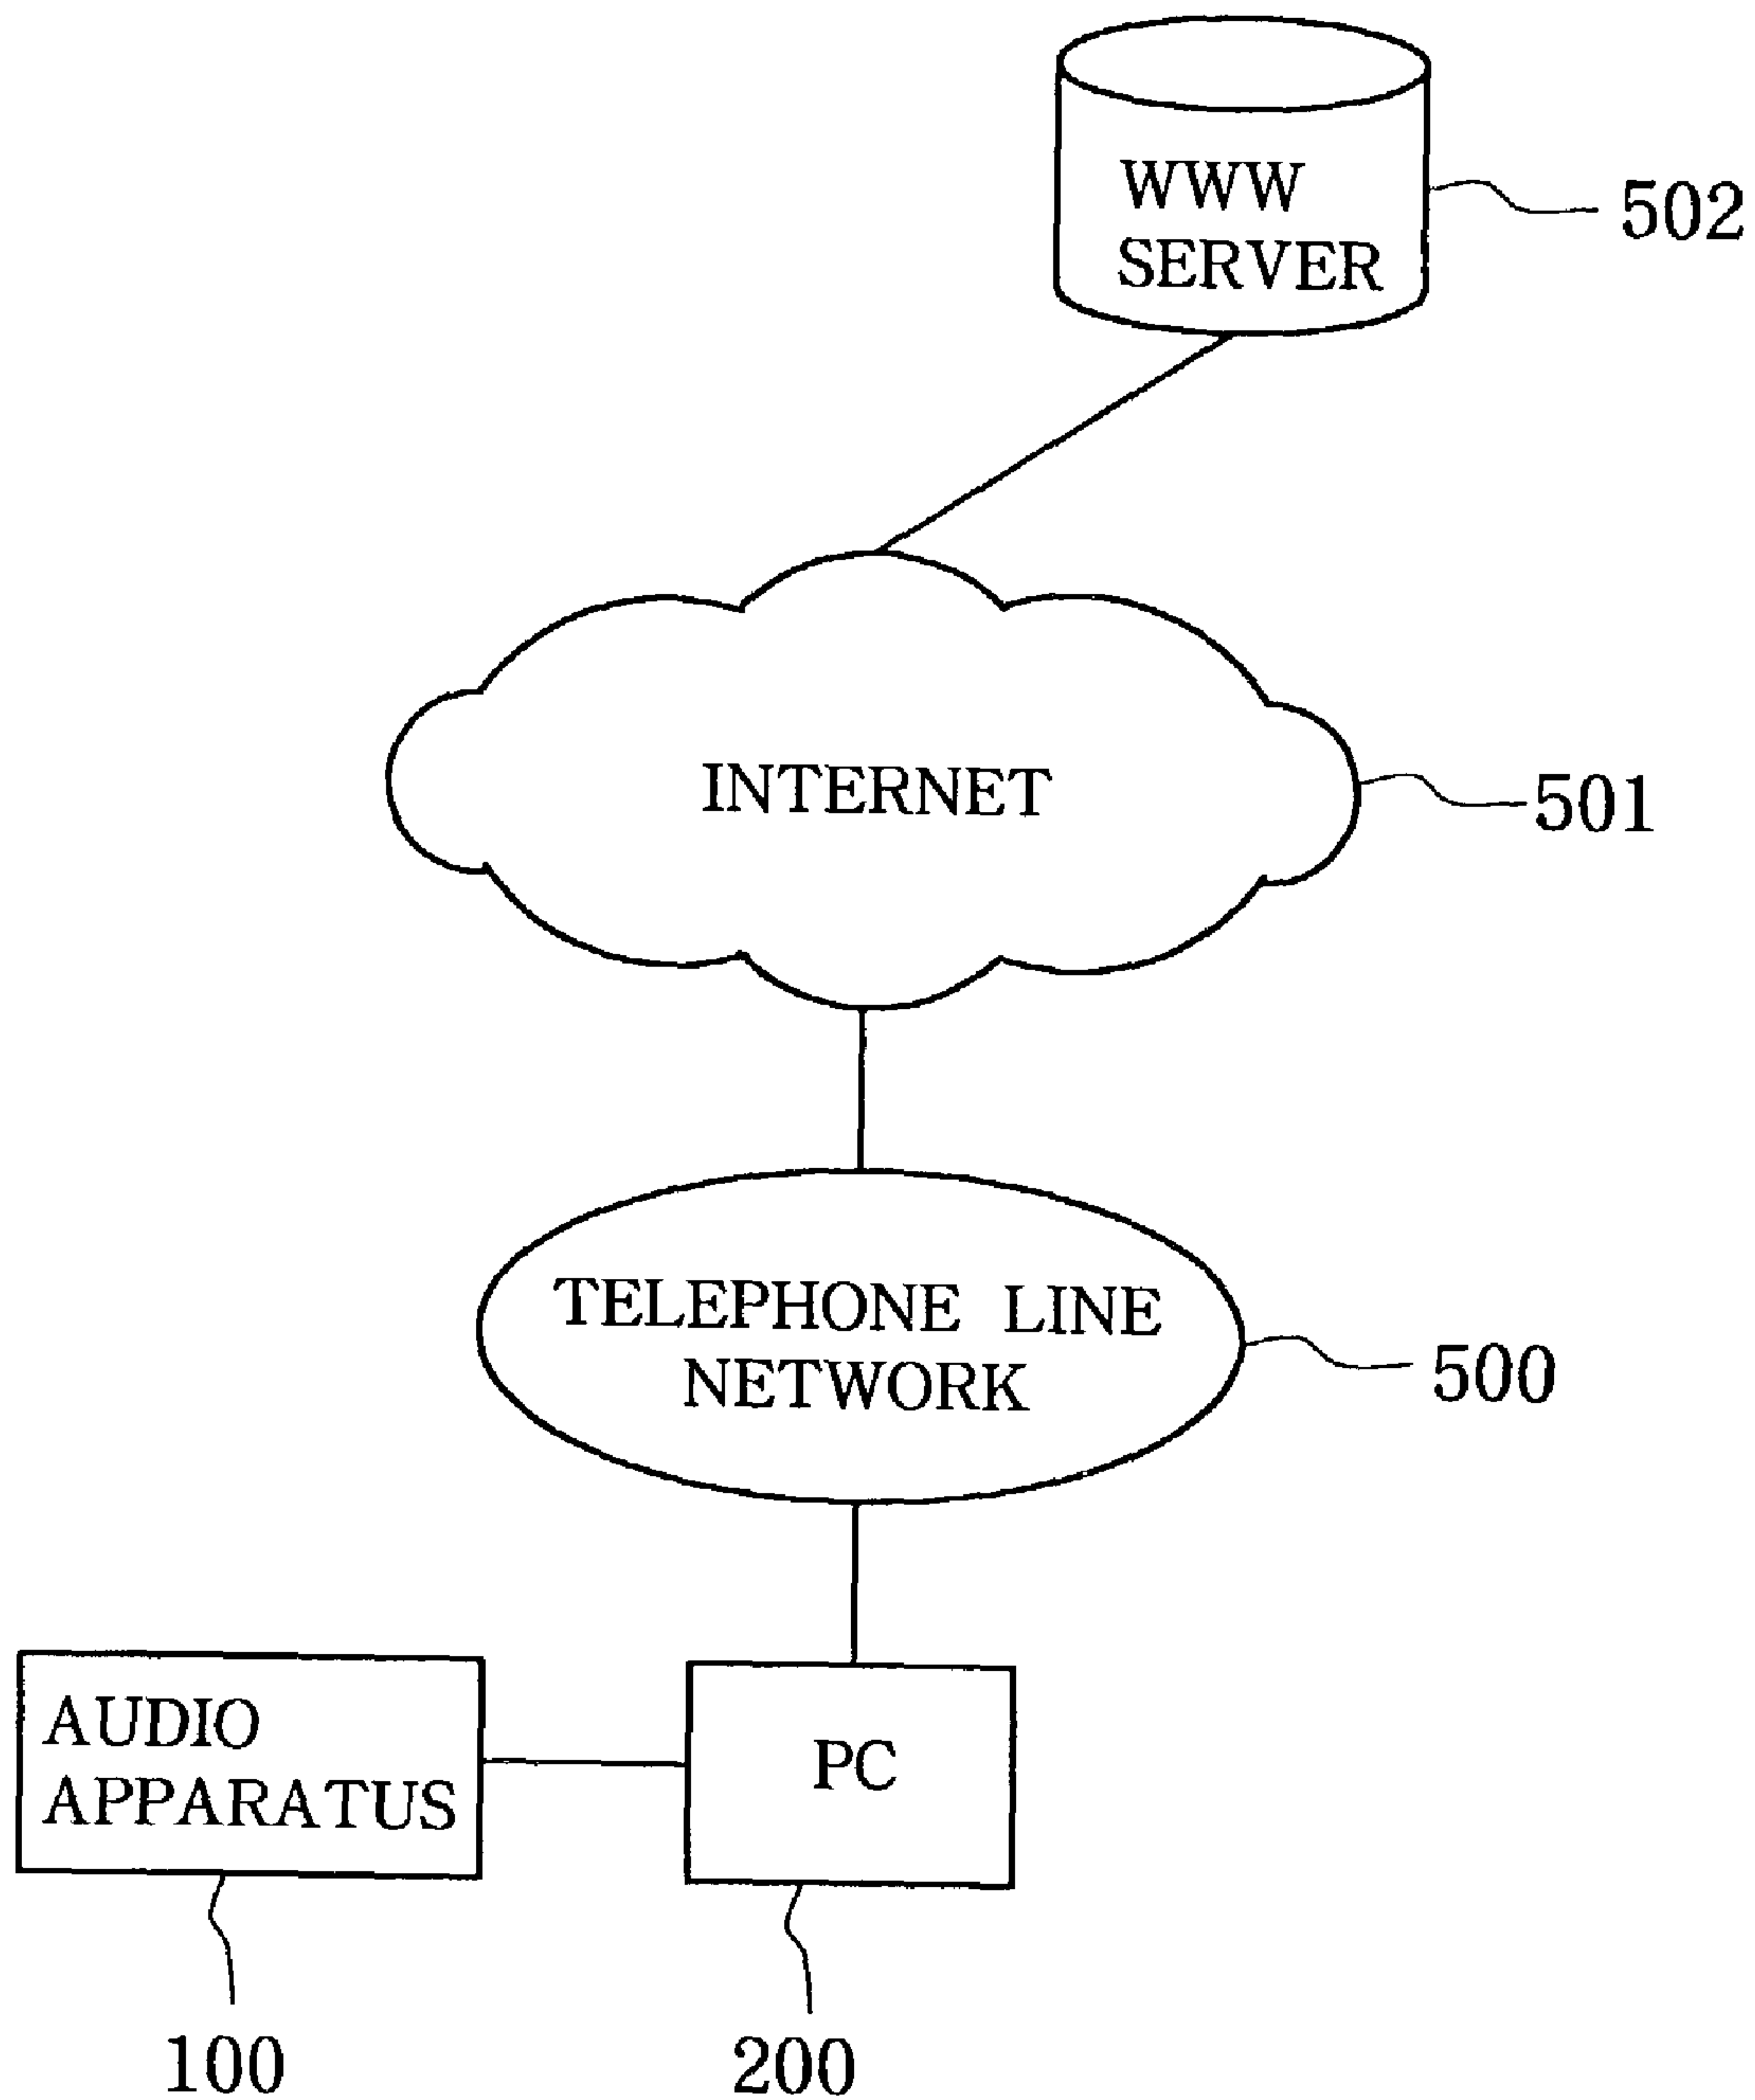 WWW
SERVER
502
INTERNET
501
TELEPHONE LINE
NETWORK
500
AUDIO
APPARATUS
PC
100
200